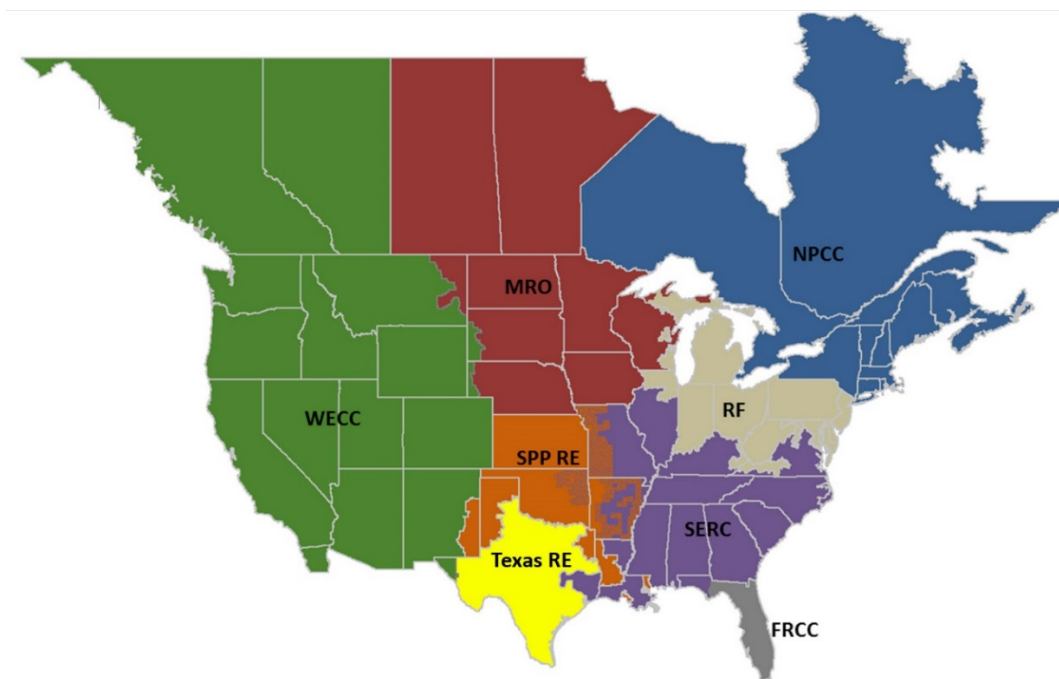 NPCC
MRO
RF
WECC
SPP RE
SERC
Texas RE
FRCC